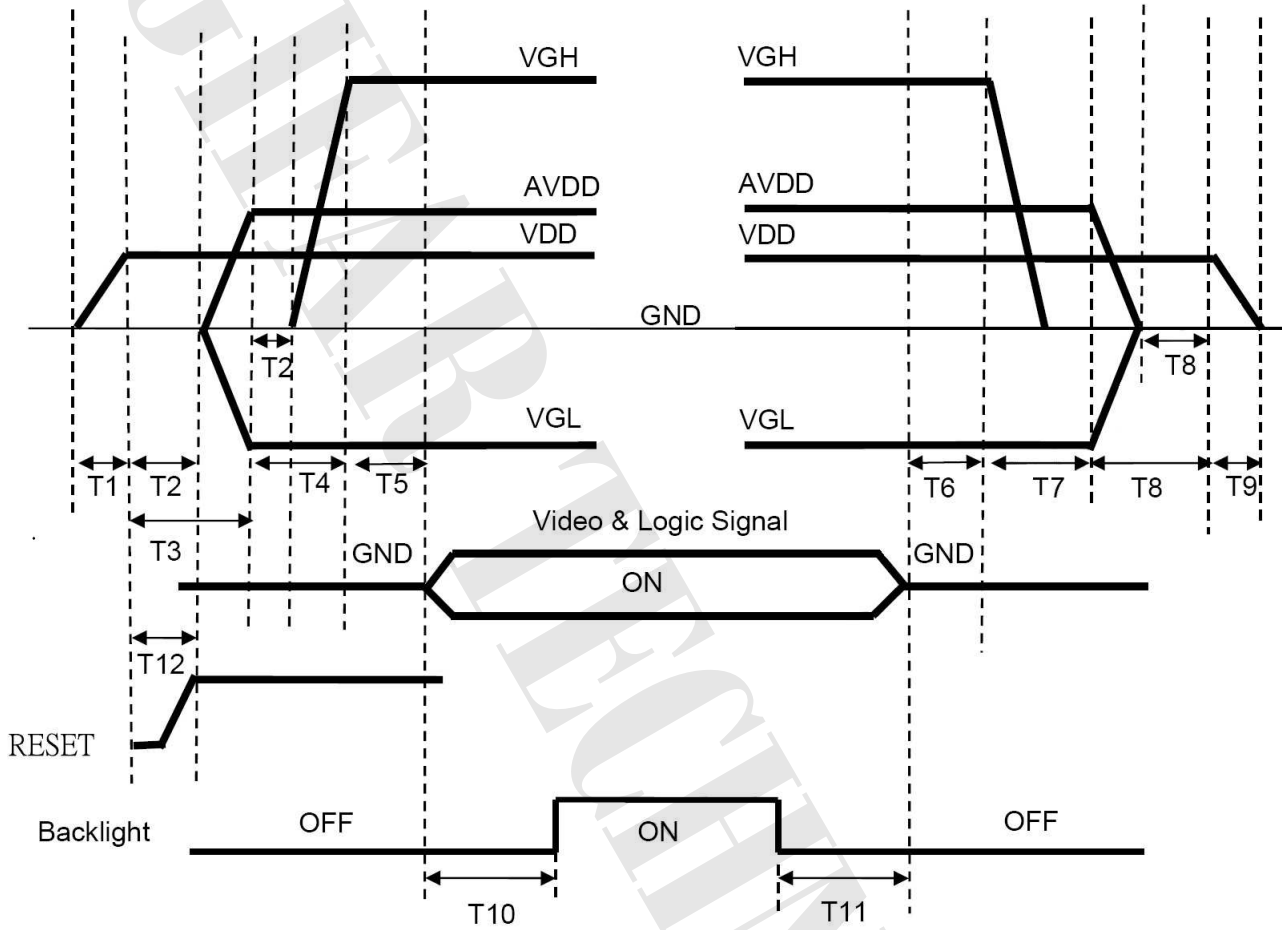 VGH VGH
AVDD AVDD
VDD VDD
GND
T2 T8
VGL VGL
T1 T2 T4 T5 T6 T7 T8 T9
T3 Video & Logic Signal
GND ON GND
T12
RESET
Backlight OFF ON OFF
T10 T11